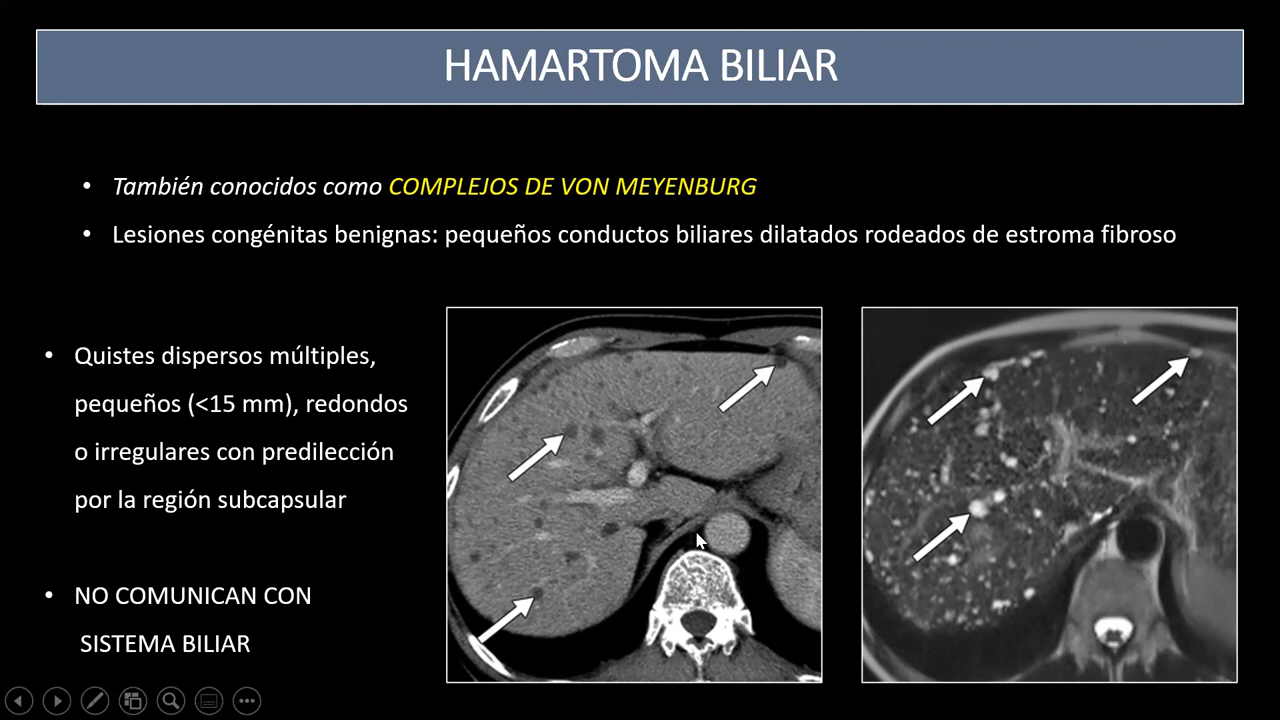 HAMARTOMA BILIAR
• También conocidos como COMPLEJOS DE VON MEYENBURG
• Lesiones congénitas benignas: pequeños conductos biliares dilatados rodeados de estroma fibroso
• Quistes dispersos múltiples,
pequeños (<15 mm), redondos
o irregulares con predilección
por la región subcapsular
• NO COMUNICAN CON
SISTEMA BILIAR